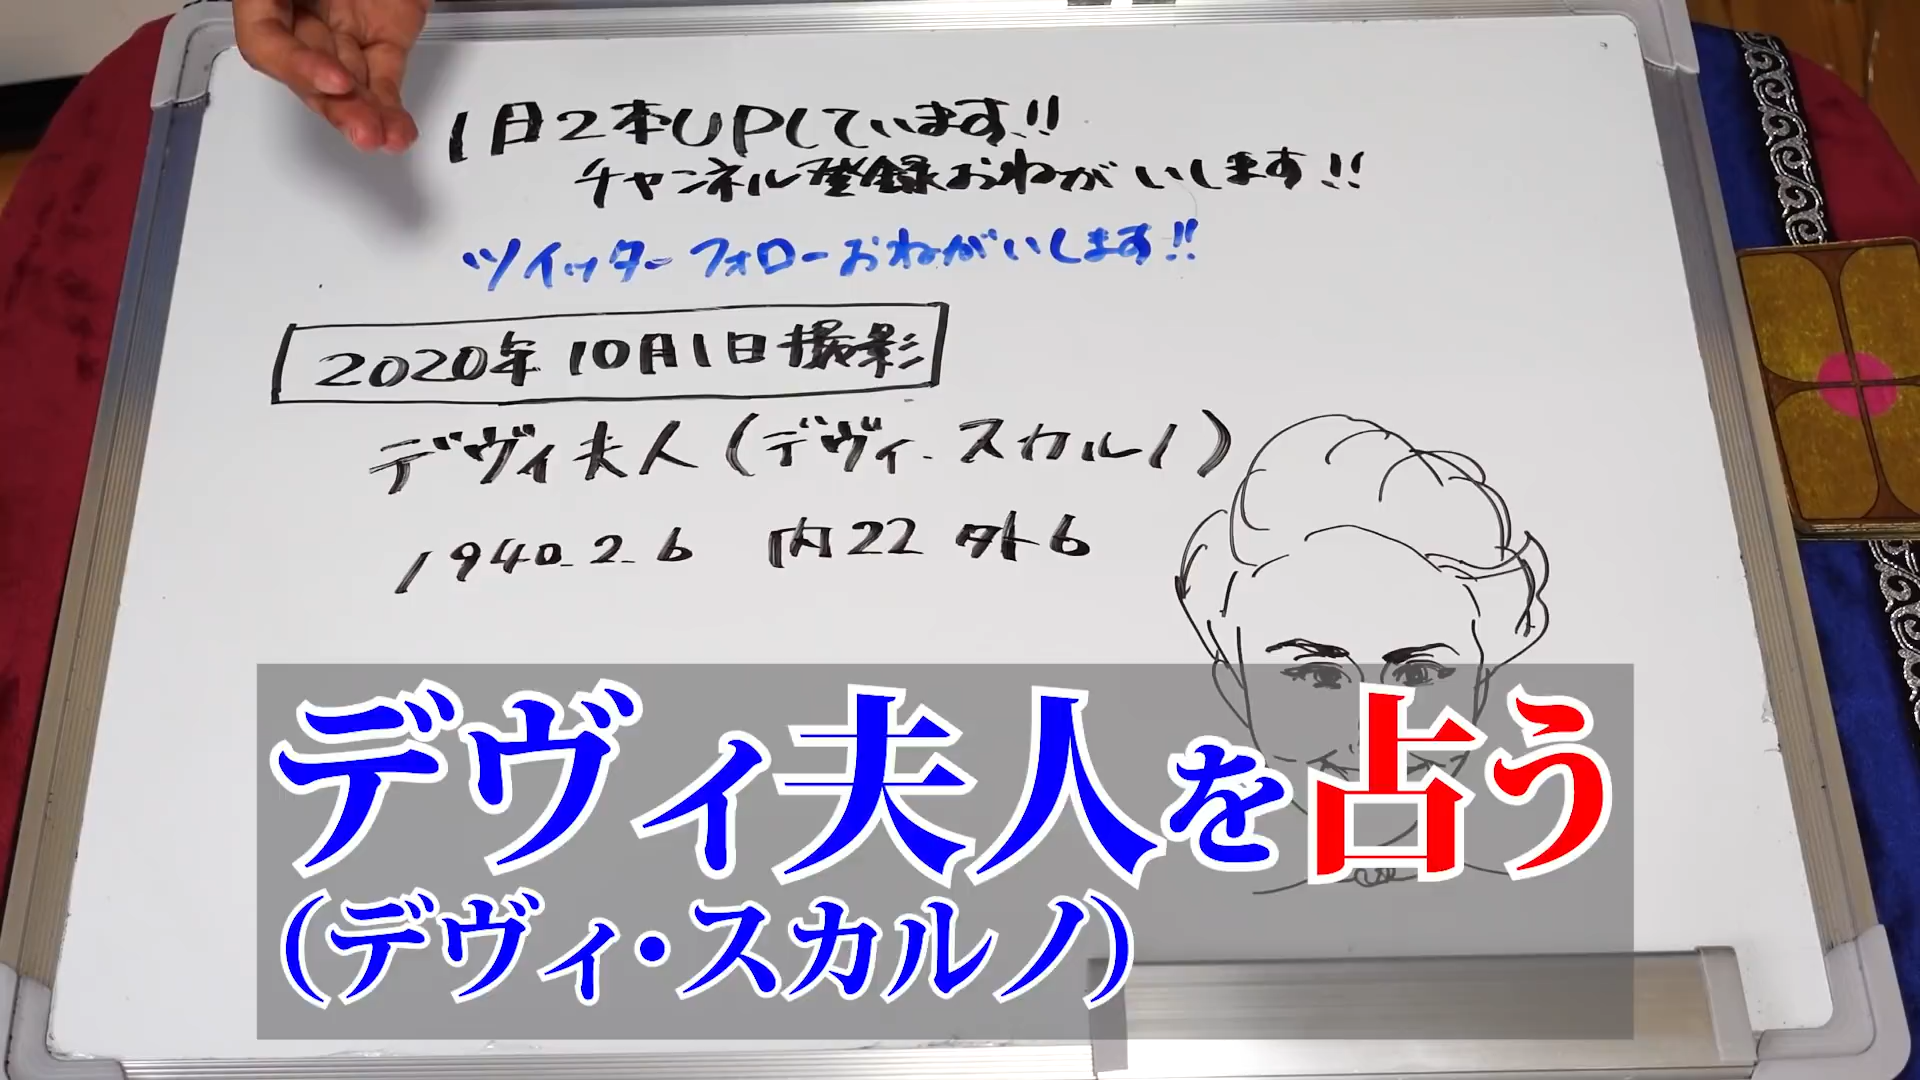 1日2本UPしています!!
チャンネル登録おねがいします!!
ツイッターフォローおねがいします!!
2020年10月1日撮影
デヴィ夫人(デヴィ.スカルノ)
1940.2.6 内22 外6
デヴィ夫人を占う
(デヴィ・スカルノ)